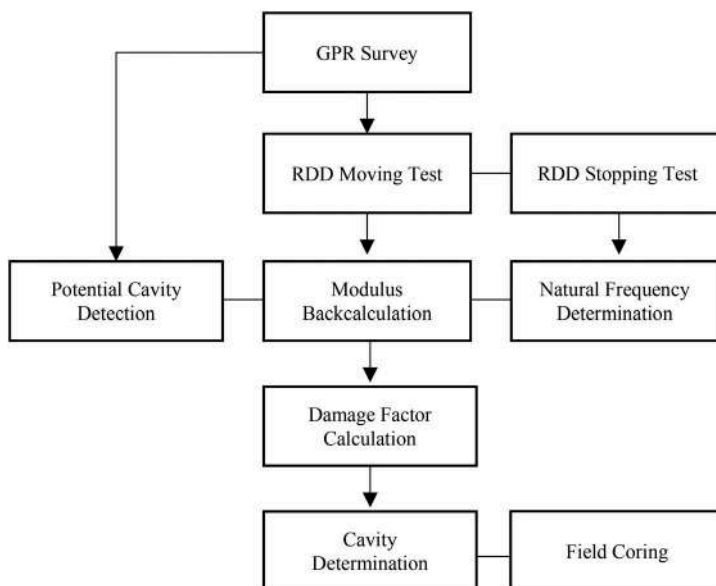 GPR Survey
RDD Moving Test
RDD Stopping Test
Potential Cavity
Detection
Modulus
Backcalculation
Natural Frequency
Determination
Damage Factor
Calculation
Cavity
Determination
Field Coring